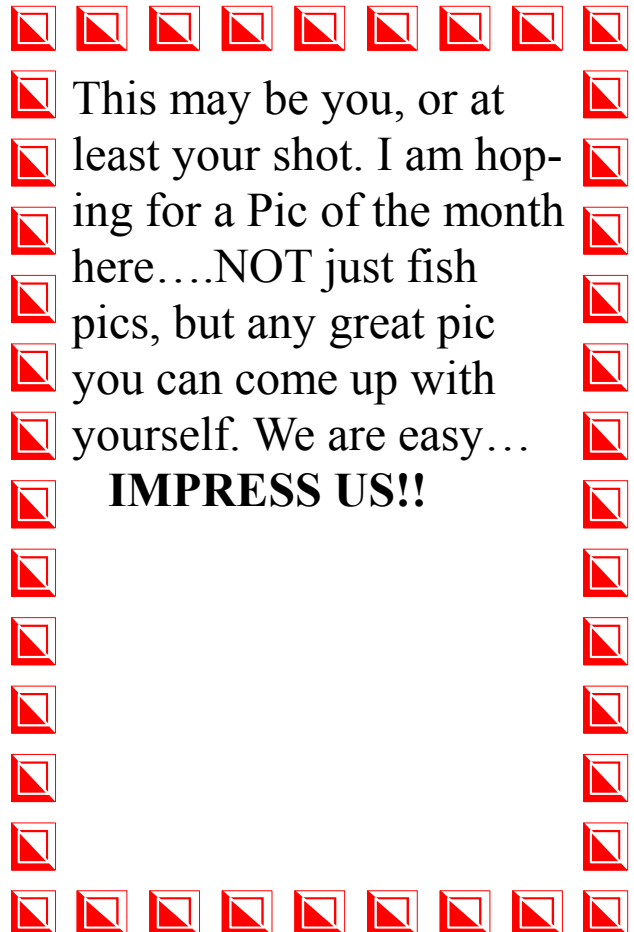 This may be you, or at
least your shot. I am hop-
ing for a Pic of the month
here….NOT just fish
pics, but any great pic
you can come up with
yourself. We are easy…
IMPRESS US!!